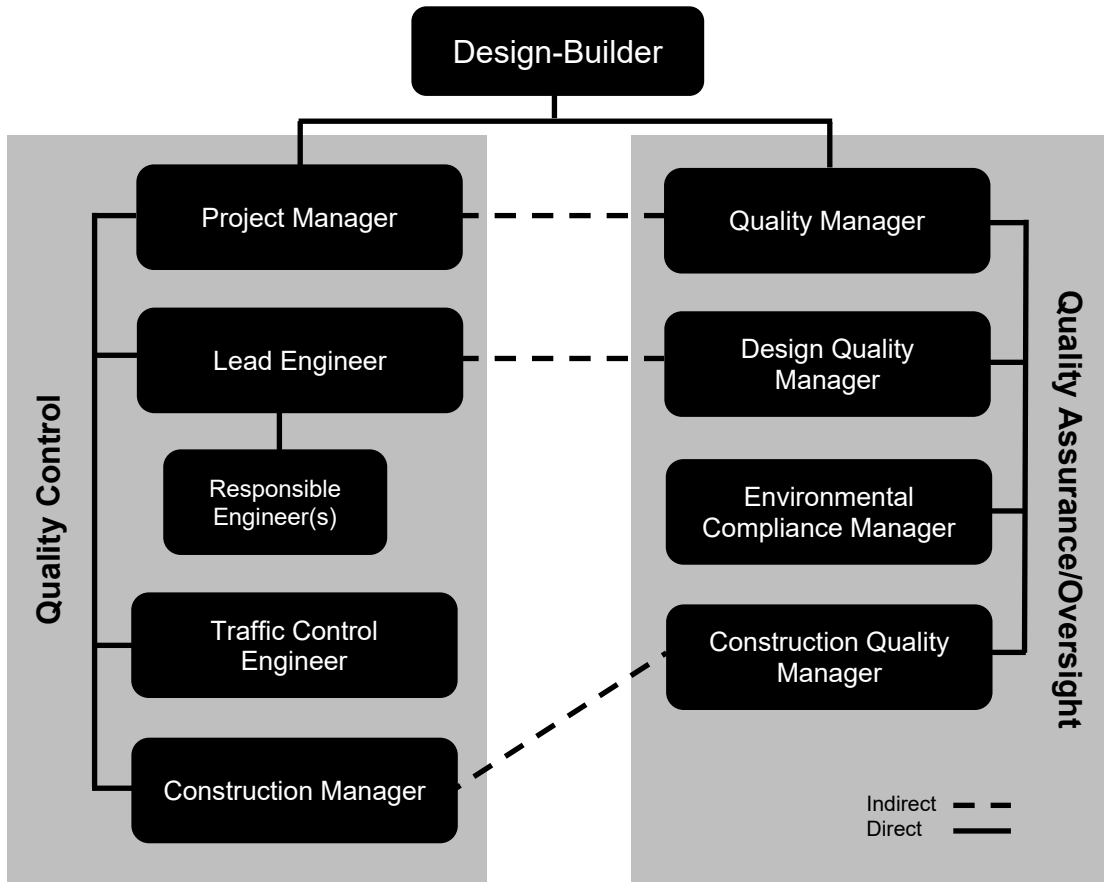 Design-Builder
Quality Control
Project Manager
Lead Engineer
Responsible
Engineer(s)
Traffic Control
Engineer
Construction Manager
Quality Manager
Design Quality
Manager
Environmental
Compliance Manager
Construction Quality
Manager
Quality Assurance/Oversight
Indirect
Direct